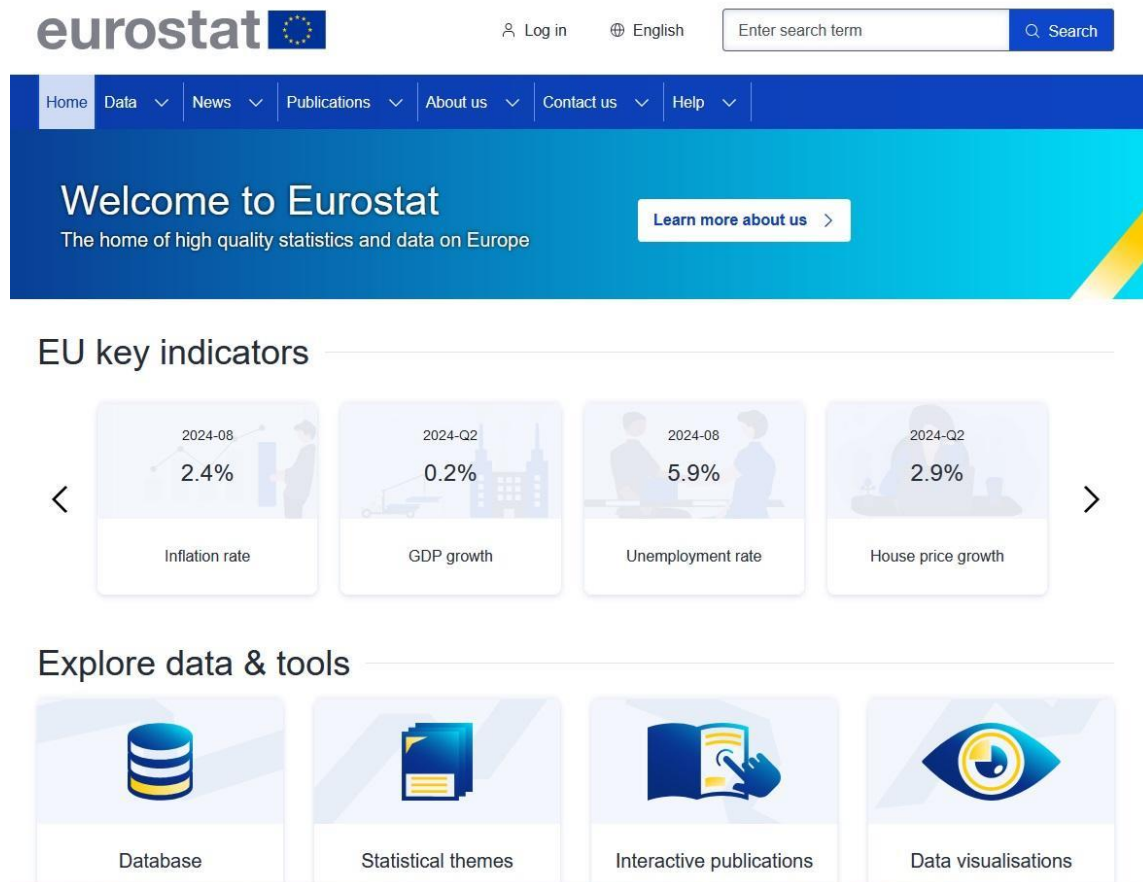 eurostat
Log in
English
Enter search term
Search
Home
Data
News
Publications
About us
Contact us
Help
Welcome to Eurostat
The home of high quality statistics and data on Europe
Learn more about us
EU key indicators
2024-08
2.4%
Inflation rate
2024-Q2
0.2%
GDP growth
2024-08
5.9%
Unemployment rate
2024-Q2
2.9%
House price growth
Explore data & tools
Database
Statistical themes
Interactive publications
Data visualisations